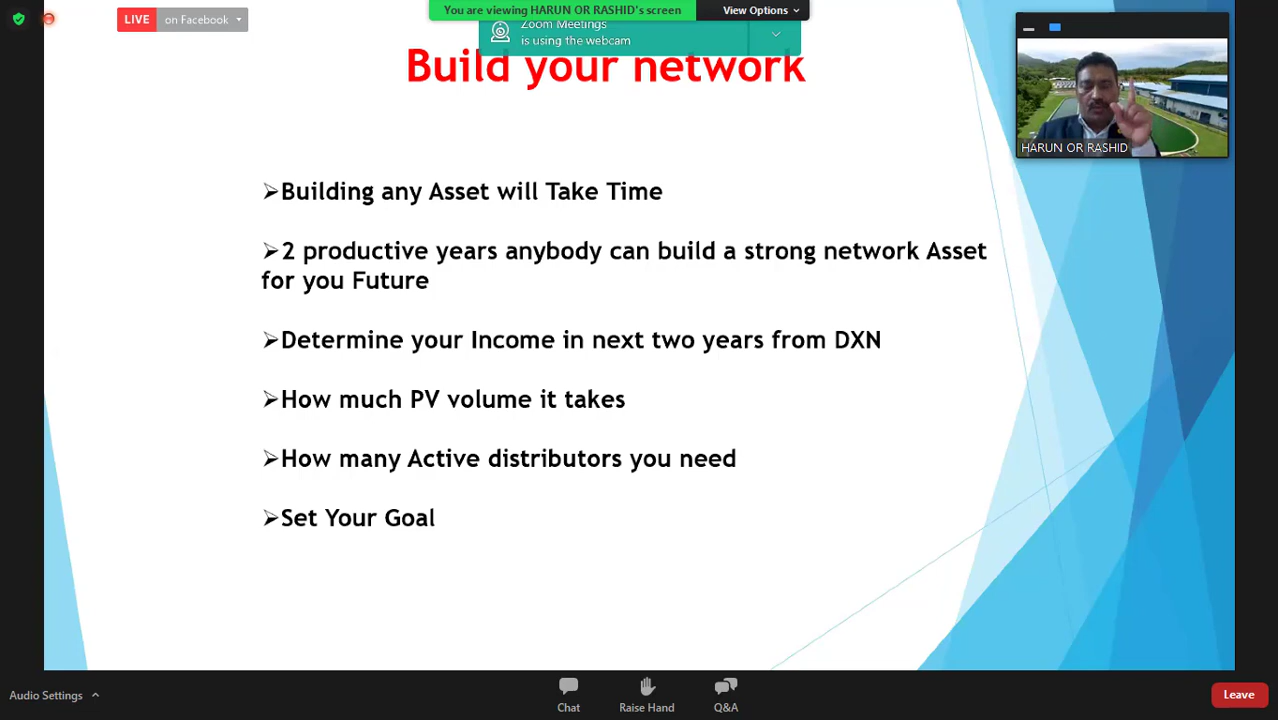 LIVE on Facebook
You are viewing HARUN OR RASHID's screen
View Options
Zoom Meetings
is using the webcam
Build your network
HARUN OR RASHID
➢Building any Asset will Take Time
➢2 productive years anybody can build a strong network Asset
for you Future
➢Determine your Income in next two years from DXN
➢How much PV volume it takes
➢How many Active distributors you need
➢Set Your Goal
Audio Settings
Chat
Raise Hand
Q&A
Leave